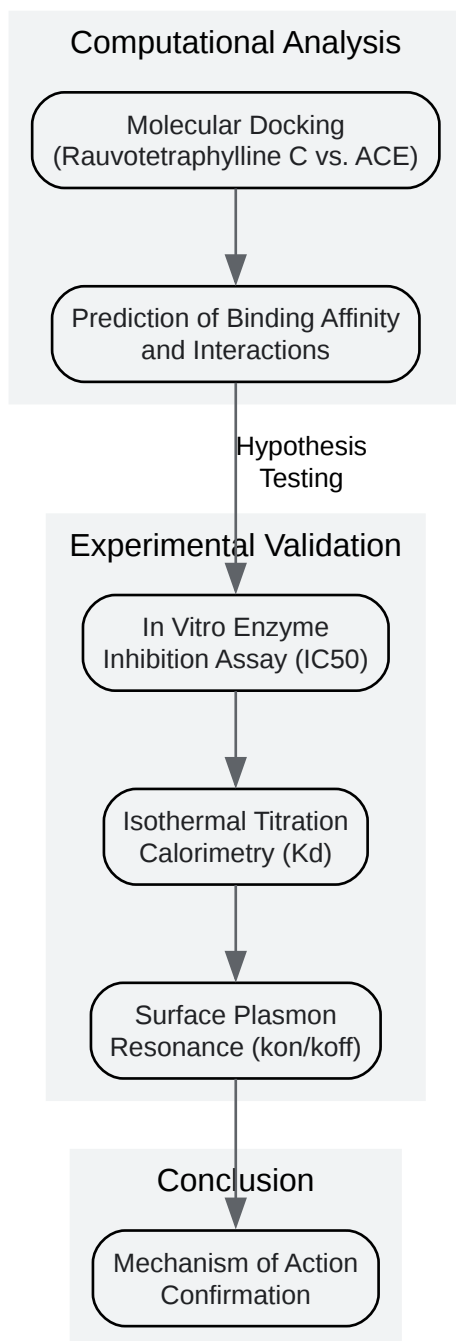 Computational Analysis
Molecular Docking
(Rauvotetraphylline C vs. ACE)
Prediction of Binding Affinity
and Interactions
Hypothesis
Testing
Experimental Validation
In Vitro Enzyme
Inhibition Assay (IC50)
Isothermal Titration
Calorimetry (Kd)
Surface Plasmon
Resonance (kon/koff)
Conclusion
Mechanism of Action
Confirmation